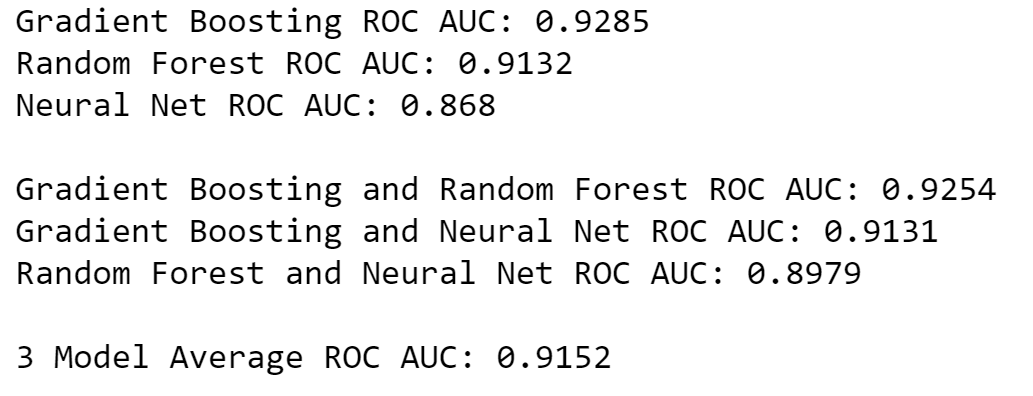 Gradient Boosting ROC AUC: 0.9285
Random Forest ROC AUC: 0.9132
Neural Net ROC AUC: 0.868
Gradient Boosting and Random Forest ROC AUC: 0.9254
Gradient Boosting and Neural Net ROC AUC: 0.9131
Random Forest and Neural Net ROC AUC: 0.8979
3 Model Average ROC AUC: 0.9152